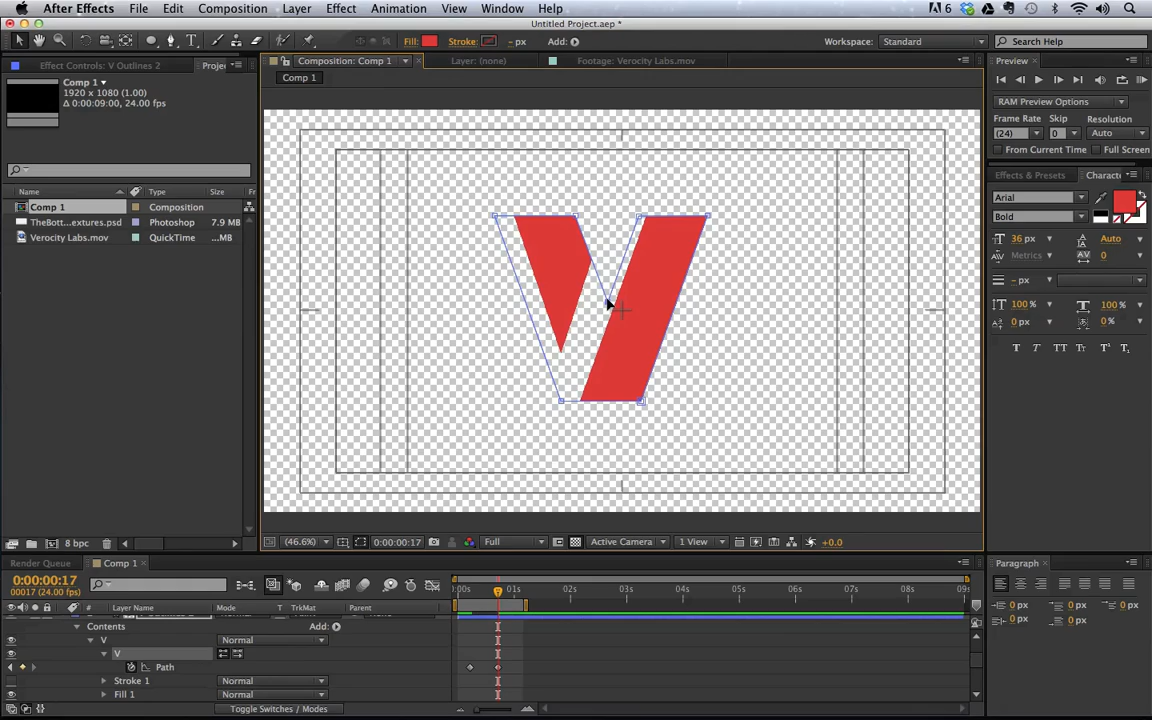 After Effects File Edit Composition Layer Effect Animation View Window Help 6
Untitled Project.aep *
Fill: Stroke: - px Add: Workspace: Standard Search Help
Effect Controls: V Outlines 2 Projec
Composition: Comp 1 Layer: (none) Footage: Verocity Labs.mov
Preview
Comp 1
1920 x 1080 (1.00)
Δ 0:00:09:00, 24.00 fps
Comp 1
RAM Preview Options
Frame Rate Skip Resolution
(24) 0 Auto
From Current Time Full Screen
Name Type Size
Comp 1 Composition
TheBott...extures.psd Photoshop 7.9 MB
Verocity Labs.mov QuickTime ...MB
Effects & Presets Characte
Arial
Bold
36 px Auto
Metrics 0
- px
100% 100%
0 px 0%
T T TT Tт T¹ T₁
8 bpc
(46.6%) 0:00:00:17 Full Active Camera 1 View +0.0
Render Queue Comp 1
Paragraph
0:00:00:17
00017 (24.00 fps)
:00s 01s 02s 03s 04s 05s 06s 07s 08s 09s
# Layer Name Mode TrkMat Parent
Contents Add:
V Normal
V
Path
Stroke 1 Normal
Fill 1 Normal
0 px 0 px 0 px
0 px 0 px
Toggle Switches / Modes